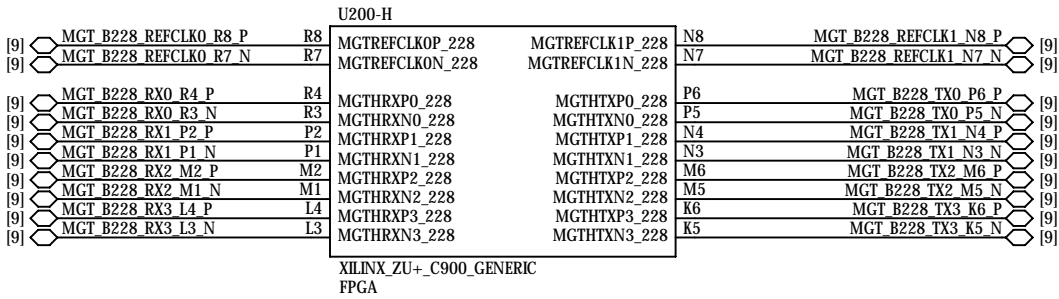 U200-H
[9] MGT_B228_REFCLK0_R8_P R8 MGTREFCLK0P_228 MGTREFCLK1P_228 N8 MGT_B228_REFCLK1_N8_P [9]
[9] MGT_B228_REFCLK0_R7_N R7 MGTREFCLK0N_228 MGTREFCLK1N_228 N7 MGT_B228_REFCLK1_N7_N [9]
[9] MGT_B228_RX0_R4_P R4 MGTHRXP0_228 MGTHTXP0_228 P6 MGT_B228_TX0_P6_P [9]
[9] MGT_B228_RX0_R3_N R3 MGTHRXN0_228 MGTHTXN0_228 P5 MGT_B228_TX0_P5_N [9]
[9] MGT_B228_RX1_P2_P P2 MGTHRXP1_228 MGTHTXP1_228 N4 MGT_B228_TX1_N4_P [9]
[9] MGT_B228_RX1_P1_N P1 MGTHRXN1_228 MGTHTXN1_228 N3 MGT_B228_TX1_N3_N [9]
[9] MGT_B228_RX2_M2_P M2 MGTHRXP2_228 MGTHTXP2_228 M6 MGT_B228_TX2_M6_P [9]
[9] MGT_B228_RX2_M1_N M1 MGTHRXN2_228 MGTHTXN2_228 M5 MGT_B228_TX2_M5_N [9]
[9] MGT_B228_RX3_L4_P L4 MGTHRXP3_228 MGTHTXP3_228 K6 MGT_B228_TX3_K6_P [9]
[9] MGT_B228_RX3_L3_N L3 MGTHRXN3_228 MGTHTXN3_228 K5 MGT_B228_TX3_K5_N [9]
XILINX_ZU+_C900_GENERIC
FPGA